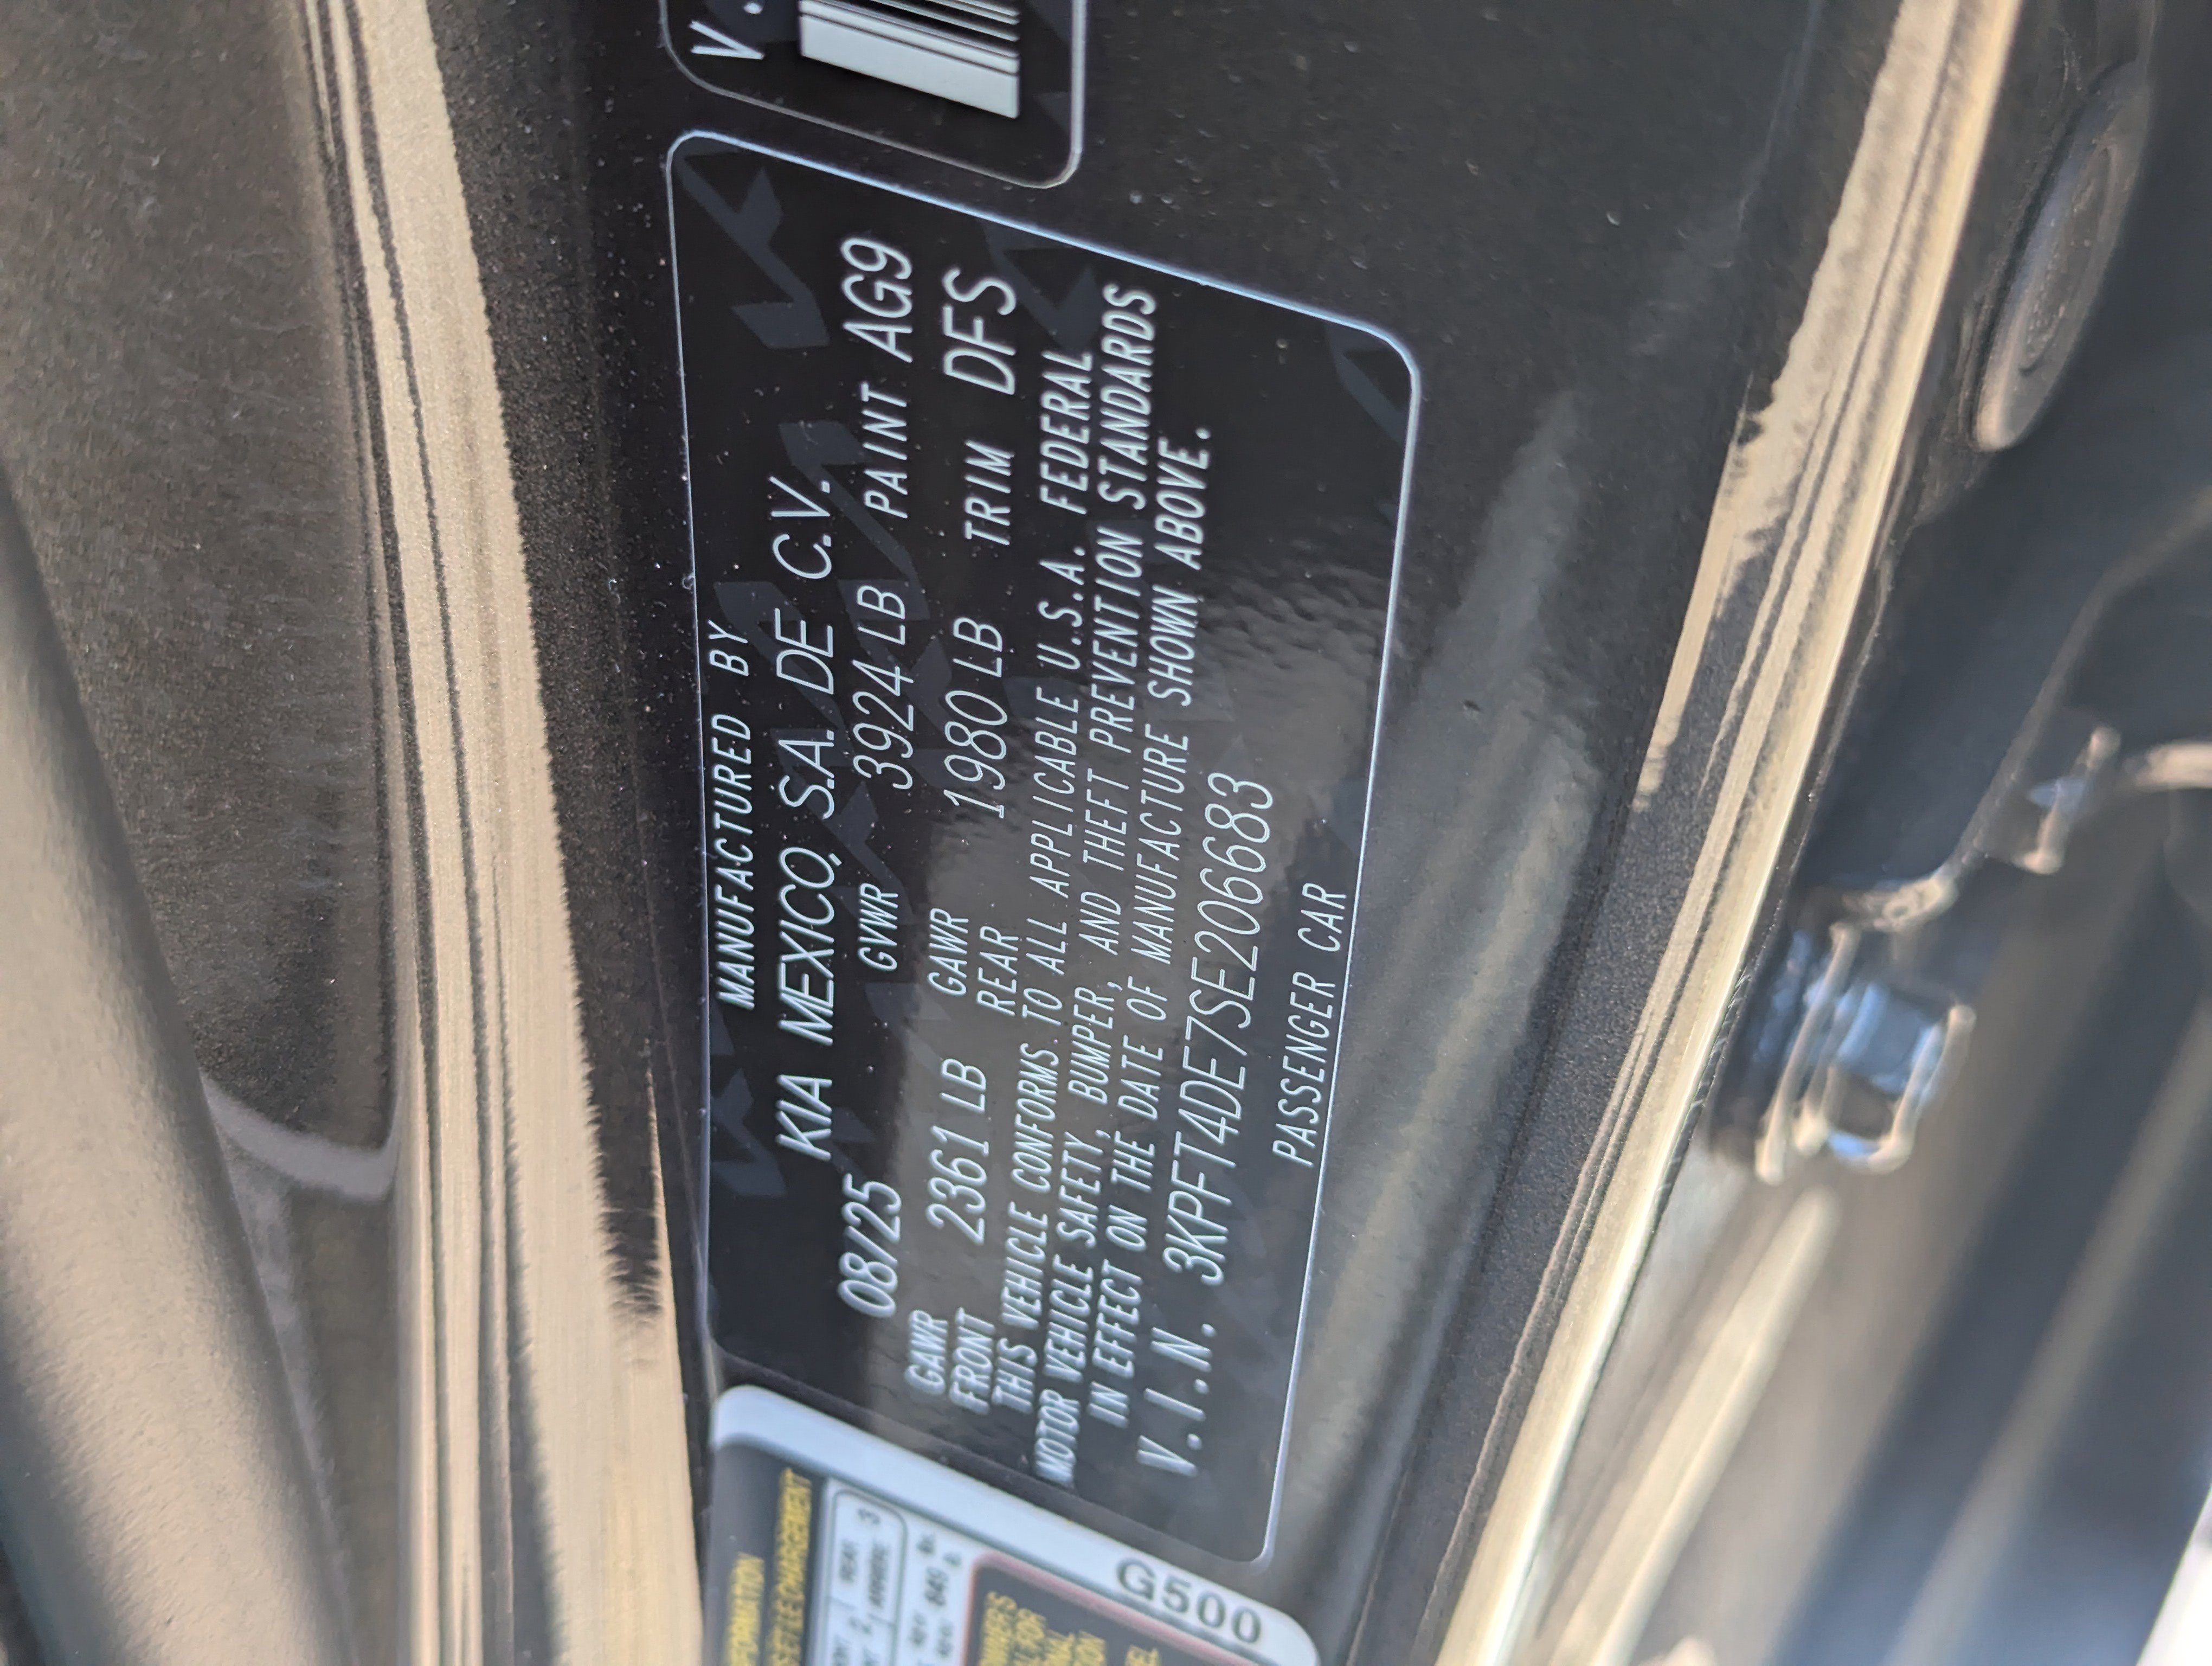 MANUFACTURED BY
KIA MEXICO, S.A. DE C.V.
08/25 GVWR 3924 LB PAINT AG9
GAWR FRONT 2361 LB GAWR REAR 1980 LB TRIM DFS
THIS VEHICLE CONFORMS TO ALL APPLICABLE U.S.A. FEDERAL
MOTOR VEHICLE SAFETY, BUMPER, AND THEFT PREVENTION STANDARDS
IN EFFECT ON THE DATE OF MANUFACTURE SHOWN ABOVE.
V.I.N. 3KPFT4DE7SE206683
PASSENGER CAR
V.
G500